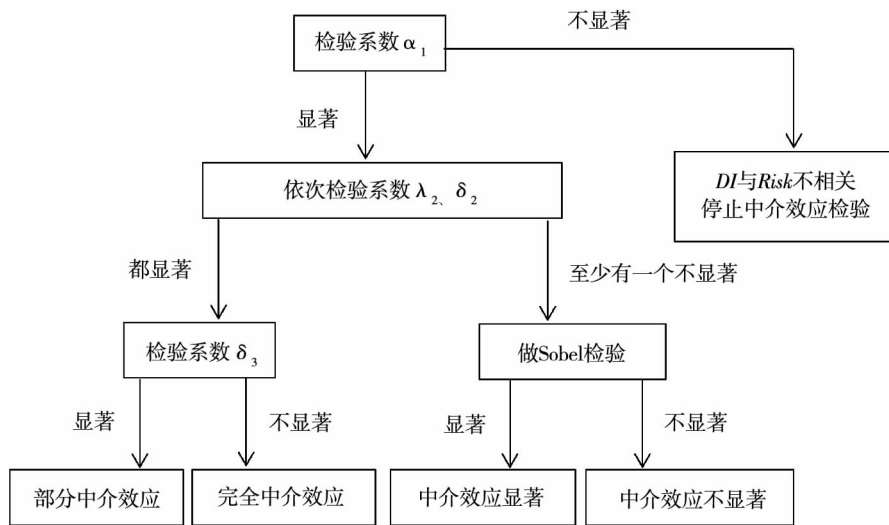 检验系数 α₁
不显著
显著
依次检验系数 λ₂、δ₂
DI与Risk不相关
停止中介效应检验
都显著
至少有一个不显著
检验系数 δ₃
做Sobel检验
显著
不显著
显著
不显著
部分中介效应
完全中介效应
中介效应显著
中介效应不显著